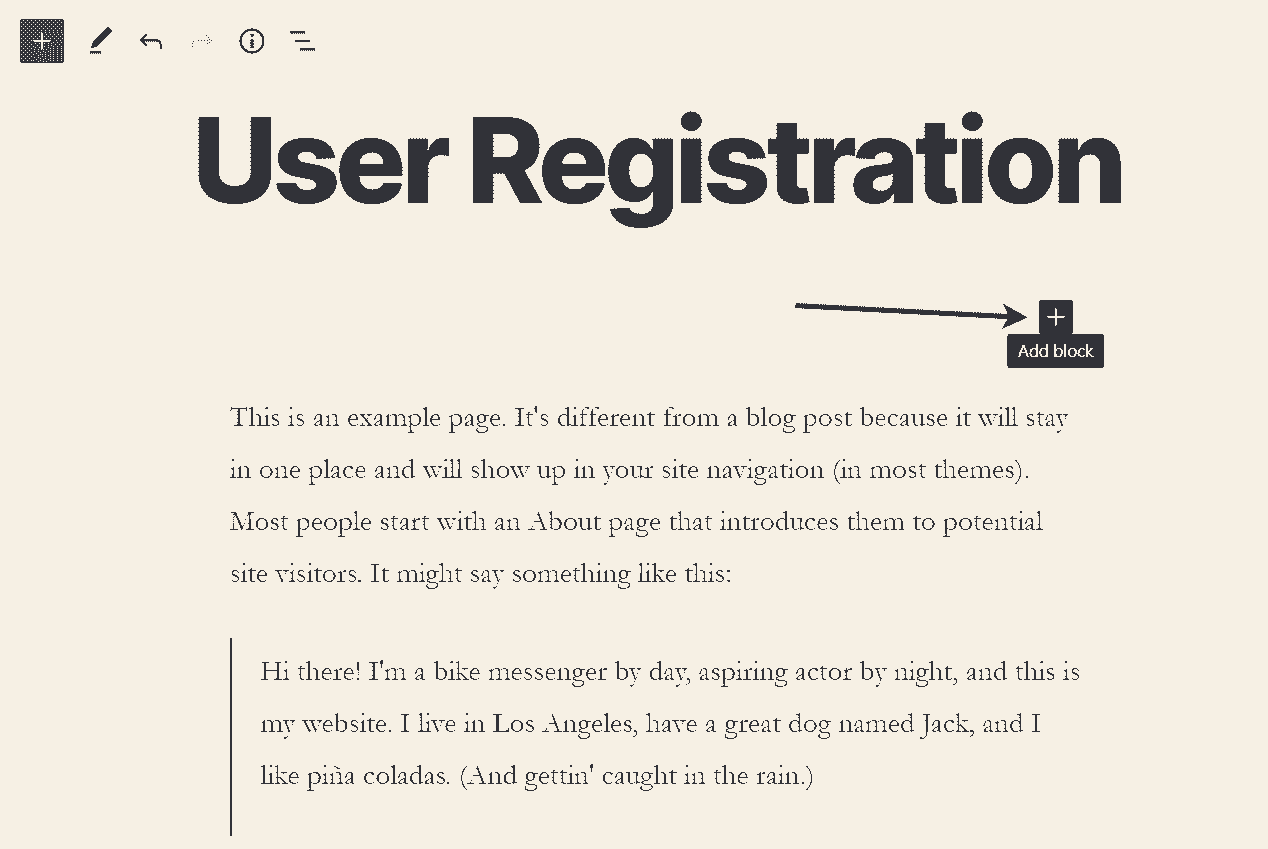 User Registration
Add block
This is an example page. It's different from a blog post because it will stay
in one place and will show up in your site navigation (in most themes).
Most people start with an About page that introduces them to potential
site visitors. It might say something like this:
Hi there! I'm a bike messenger by day, aspiring actor by night, and this is
my website. I live in Los Angeles, have a great dog named Jack, and I
like piña coladas. (And gettin' caught in the rain.)